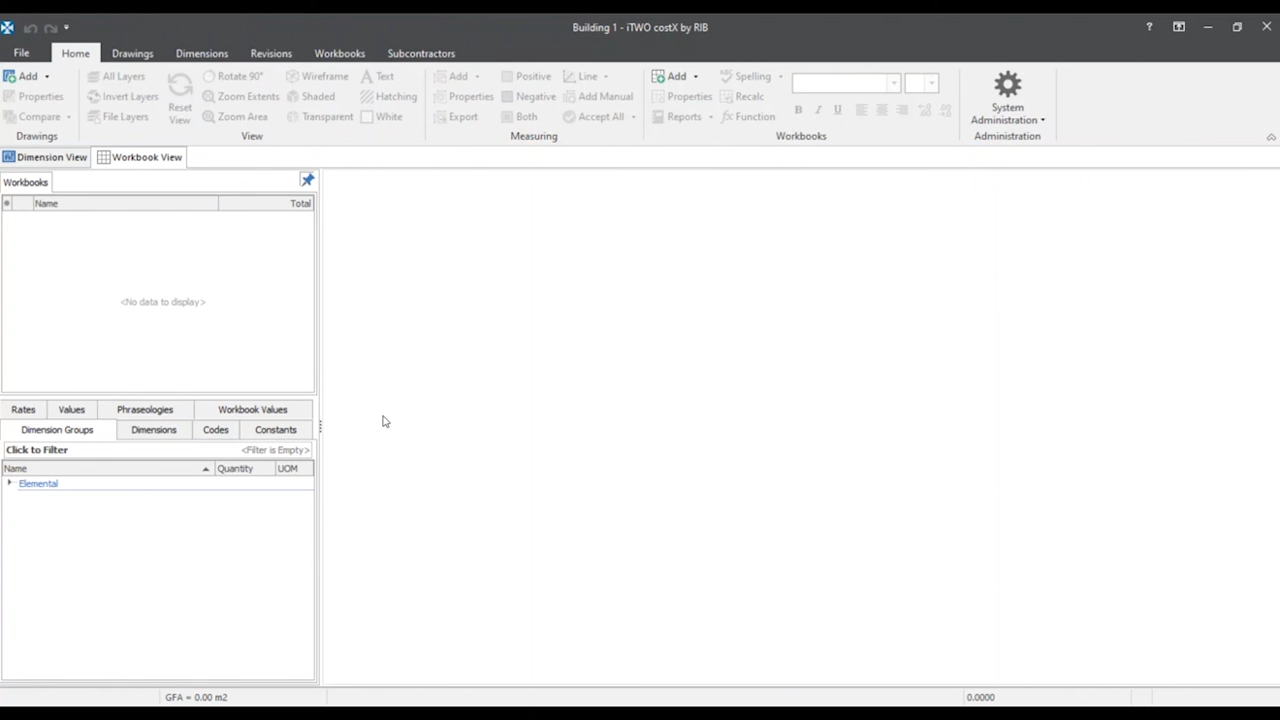 Building 1 - iTWO costX by RIB
?
File Home Drawings Dimensions Revisions Workbooks Subcontractors
Add All Layers Rotate 90° Wireframe Text Add Positive Line Add Spelling
Properties Invert Layers Reset View Zoom Extents Shaded Hatching Properties Negative Add Manual Properties Recalc System Administration
Compare File Layers Zoom Area Transparent White Export Both Accept All Reports Function B I U
Drawings View Measuring Workbooks Administration
Dimension View Workbook View
Workbooks
Name Total
<No data to display>
Rates Values Phraseologies Workbook Values
Dimension Groups Dimensions Codes Constants
Click to Filter <Filter is Empty>
Name Quantity UOM
Elemental
GFA = 0.00 m2 0.0000